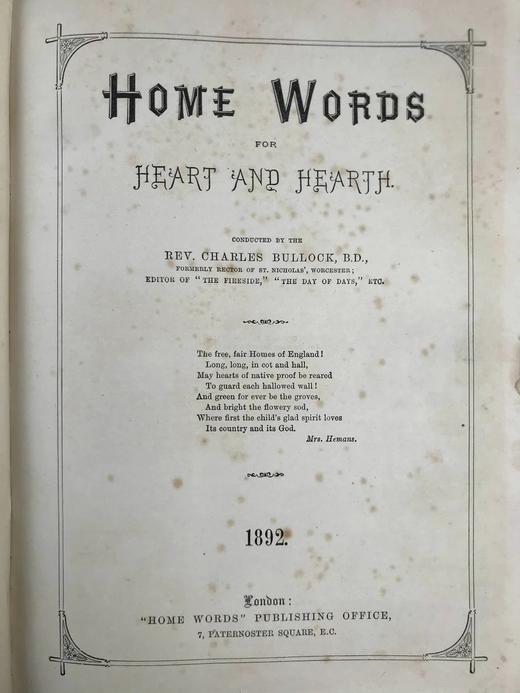 HOME WORDS
FOR
HEART AND HEARTH.
CONDUCTED BY THE
REV. CHARLES BULLOCK, B.D.,
FORMERLY RECTOR OF ST. NICHOLAS', WORCESTER;
EDITOR OF "THE FIRESIDE," "THE DAY OF DAYS," ETC.
The free, fair Homes of England!
Long, long, in cot and hall,
May hearts of native proof be reared
To guard each hallowed wall!
And green for ever be the groves,
And bright the flowery sod,
Where first the child's glad spirit loves
Its country and its God.
Mrs. Hemans.
1892.
London:
"HOME WORDS" PUBLISHING OFFICE,
7, PATERNOSTER SQUARE, E.C.